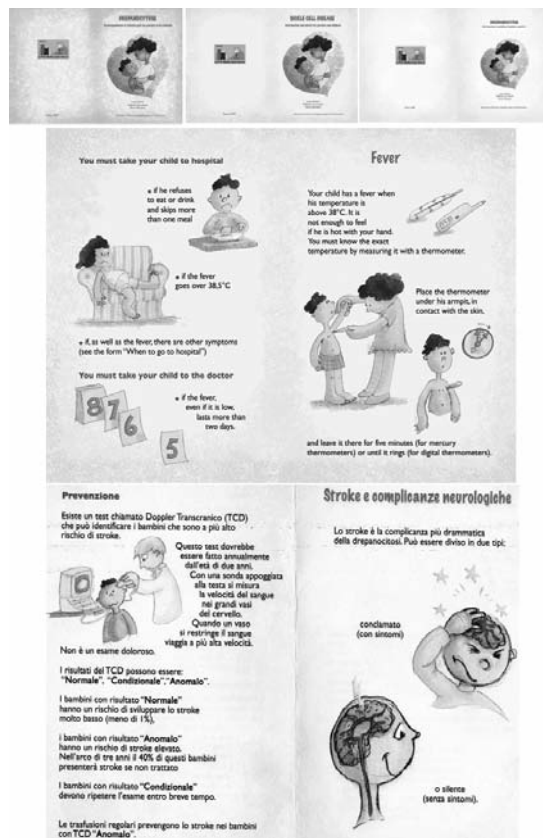 DREPANOCITOSI
SICKLE CELL DISEASE
You must take your child to hospital
• if he refuses
to eat or drink
and skips more
than one meal
• if the fever
goes over 38,5°C
• if, as well as the fever, there are other symptoms
(see the form "When to go to hospital")
You must take your child to the doctor
8 7 6 5
• if the fever,
even if it is low,
lasts more than
two days.
Fever
Your child has a fever when
his temperature is
above 38°C. It is
not enough to feel
if he is hot with your hand.
You must know the exact
temperature by measuring it with a thermometer.
Place the thermometer
under his armpit, in
contact with the skin.
and leave it there for five minutes (for mercury
thermometers) or until it rings (for digital thermometers).
Prevenzione
Esiste un test chiamato Doppler Transcranico (TCD)
che può identificare i bambini che sono a più alto
rischio di stroke.
Questo test dovrebbe
essere fatto annualmente
dall'età di due anni.
Con una sonda appoggiata
alla testa si misura
la velocità del sangue
nei grandi vasi
del cervello.
Quando un vaso
si restringe il sangue
viaggia a più alta velocità.
Non è un esame doloroso.
I risultati del TCD possono essere:
"Normale", "Condizionale", "Anomalo".
I bambini con risultato "Normale"
hanno un rischio di sviluppare lo stroke
molto basso (meno di 1%).
i bambini con risultato "Anomalo"
hanno un rischio di stroke elevato.
Nell'arco di tre anni il 40% di questi bambini
presenterà stroke se non trattato
I bambini con risultato "Condizionale"
devono ripetere l'esame entro breve tempo.
Le trasfusioni regolari prevengono lo stroke nei bambini
con TCD "Anomalo".
Stroke e complicanze neurologiche
Lo stroke è la complicanza più drammatica
della drepanocitosi. Può essere diviso in due tipi:
conclamato
(con sintomi)
o silente
(senza sintomi).